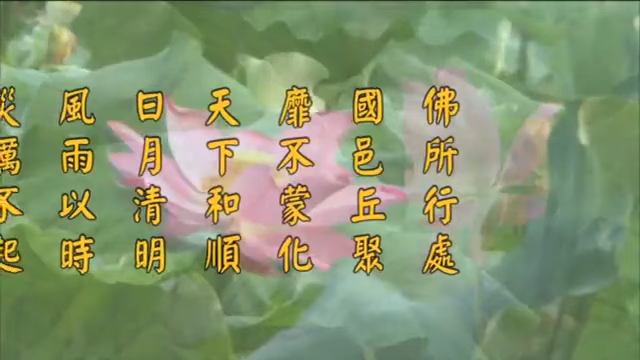 佛所行處
國邑丘聚
靡不蒙化
天下和順
日月清明
風雨以時
災厲不起